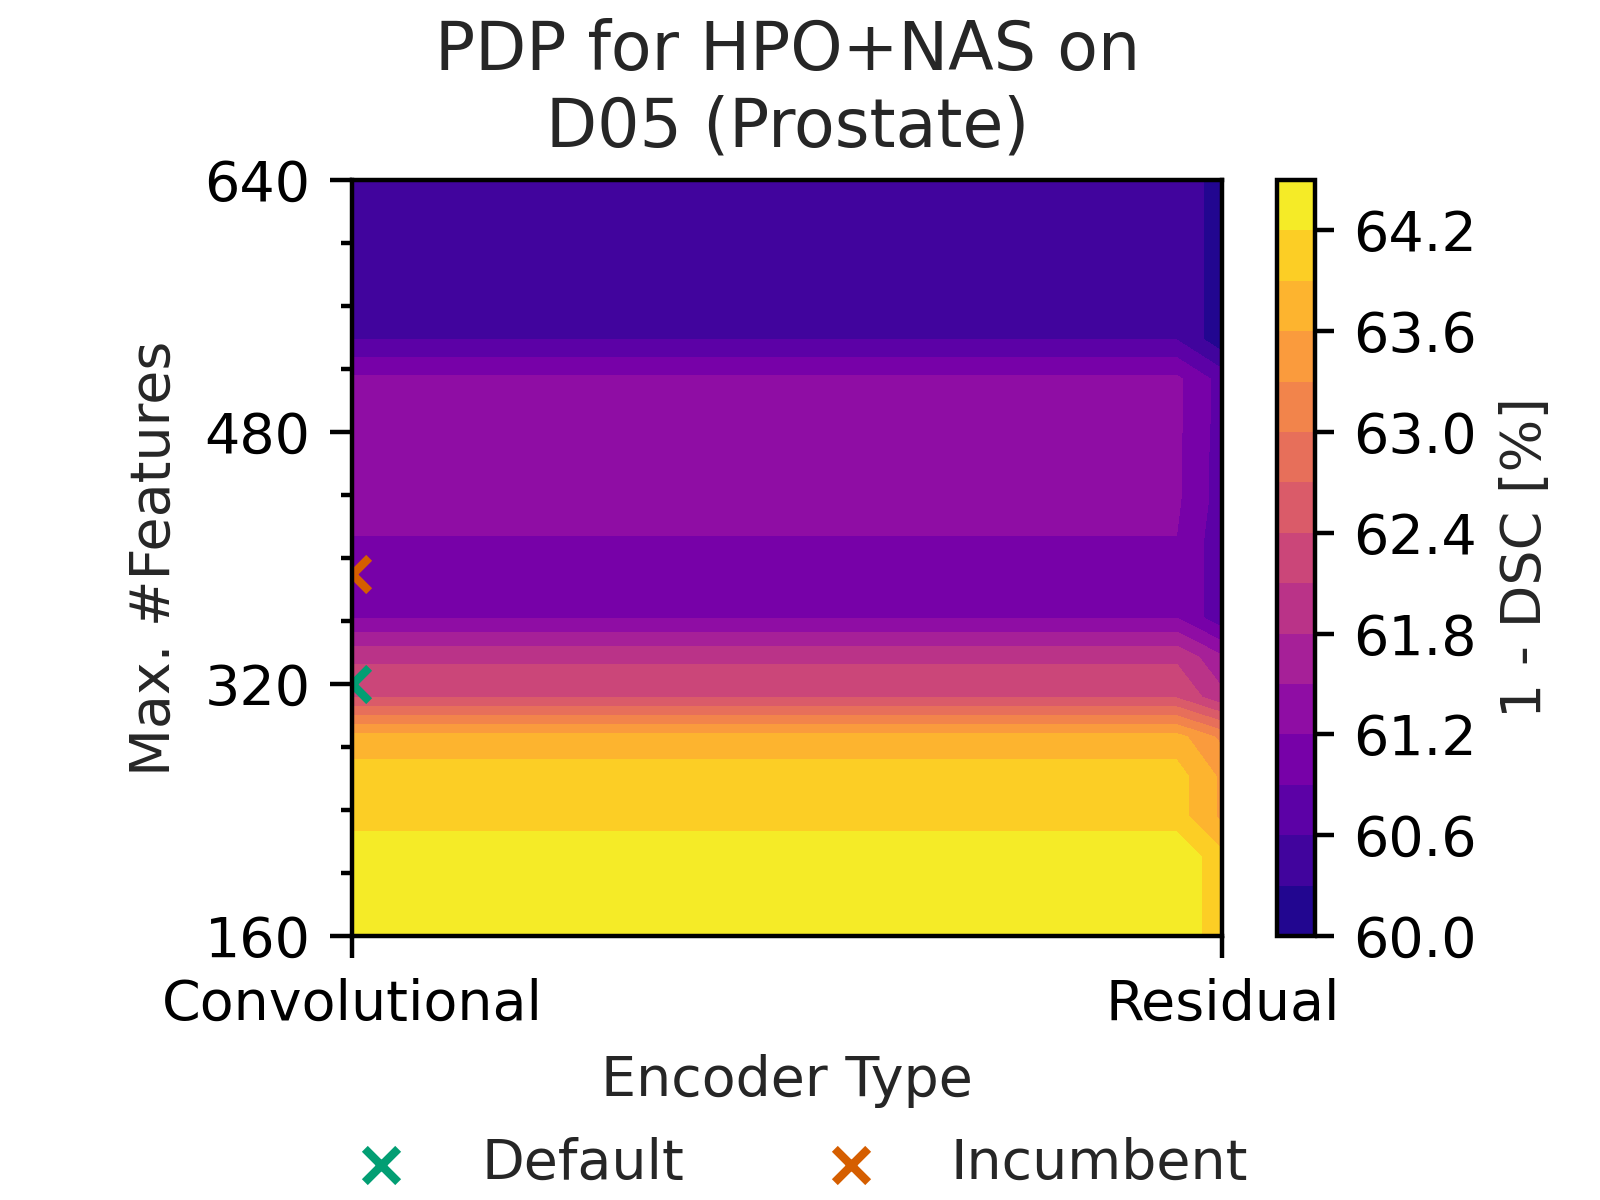 PDP for HPO+NAS on
D05 (Prostate)
Max. #Features
640
480
320
160
Convolutional
Residual
Encoder Type
64.2
63.6
63.0
62.4
61.8
61.2
60.6
60.0
1 - DSC [%]
Default
Incumbent